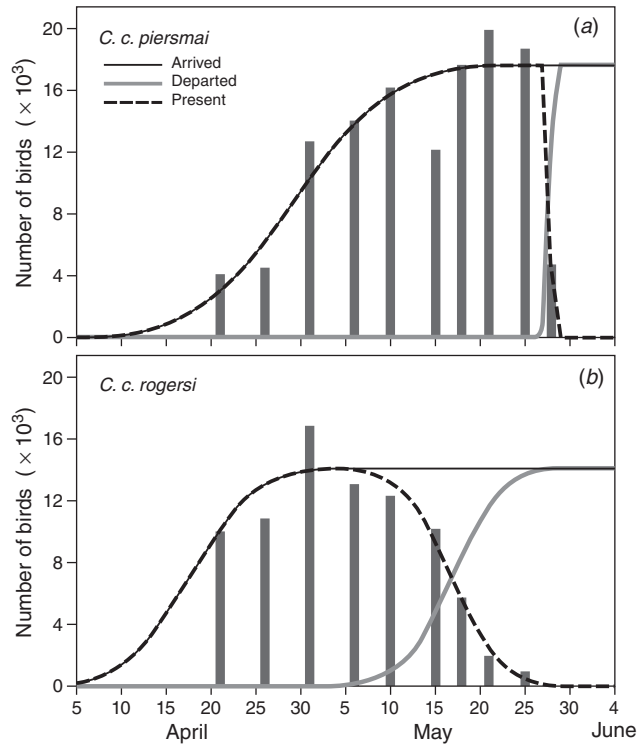 (a)
C. c. piersmai
Arrived
Departed
Present
Number of birds (× 10³)
20
16
12
8
4
0
(b)
C. c. rogersi
Number of birds (× 10³)
20
16
12
8
4
0
5 10 15 20 25 30 5 10 15 20 25 30 4
April May June